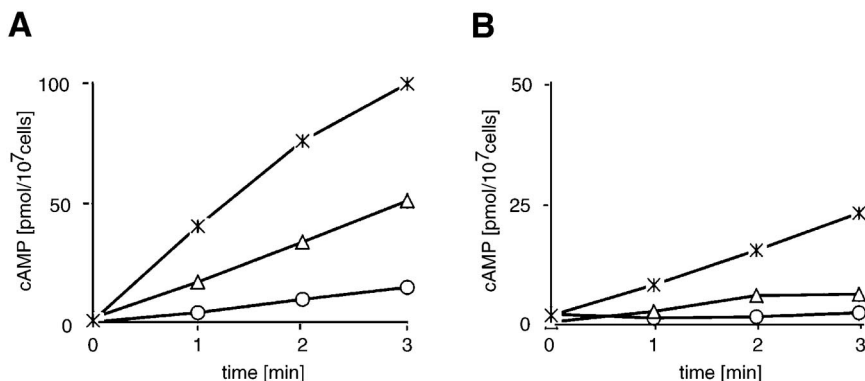 A
cAMP [pmol/10⁷cells]
100
50
0
0 1 2 3
time [min]
B
cAMP [pmol/10⁷cells]
50
25
0
0 1 2 3
time [min]